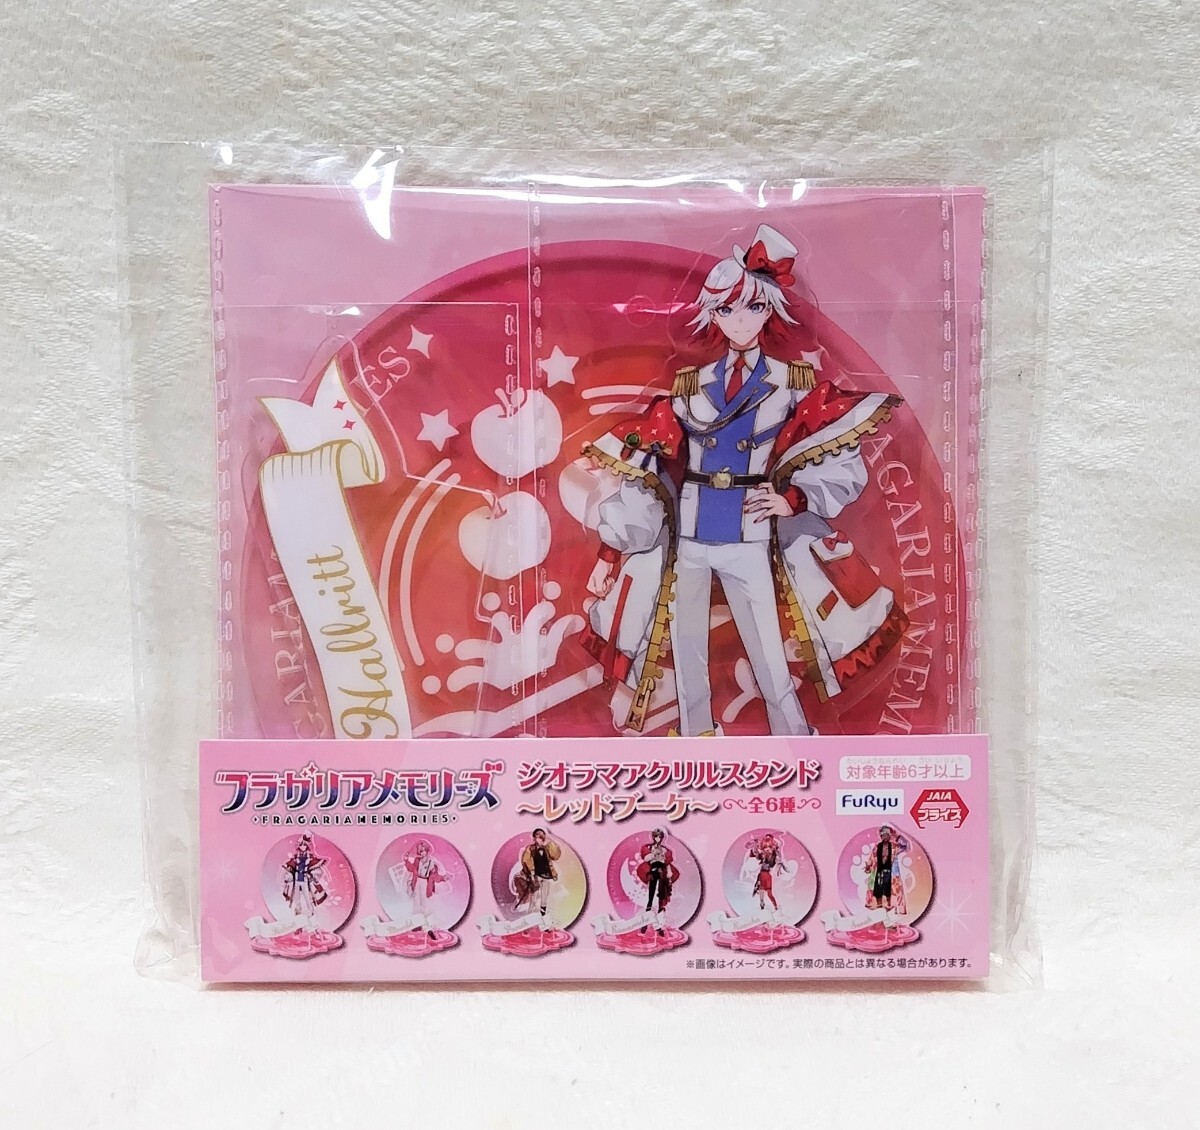 FRAGARIAMEMO
Hallritt
フラガリアメモリーズ
・FRAGARIAMEMORIES・
ジオラマアクリルスタンド
～レッドブーケ～ 全6種
対象年齢6才以上
FuRyu
JAIA
プライズ
※画像はイメージです。実際の商品とは異なる場合があります。